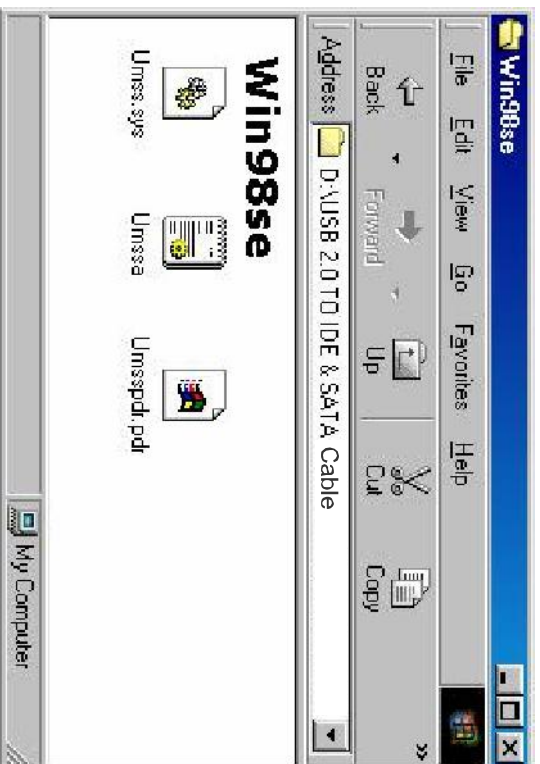 Win98se
File Edit View Go Favorites Help
Back Forward Up Cut Copy
Address D:\USB 2.0 TO IDE & SATA Cable
Win98se
Umss.sys Umssa Umsspdr.pdr
My Computer